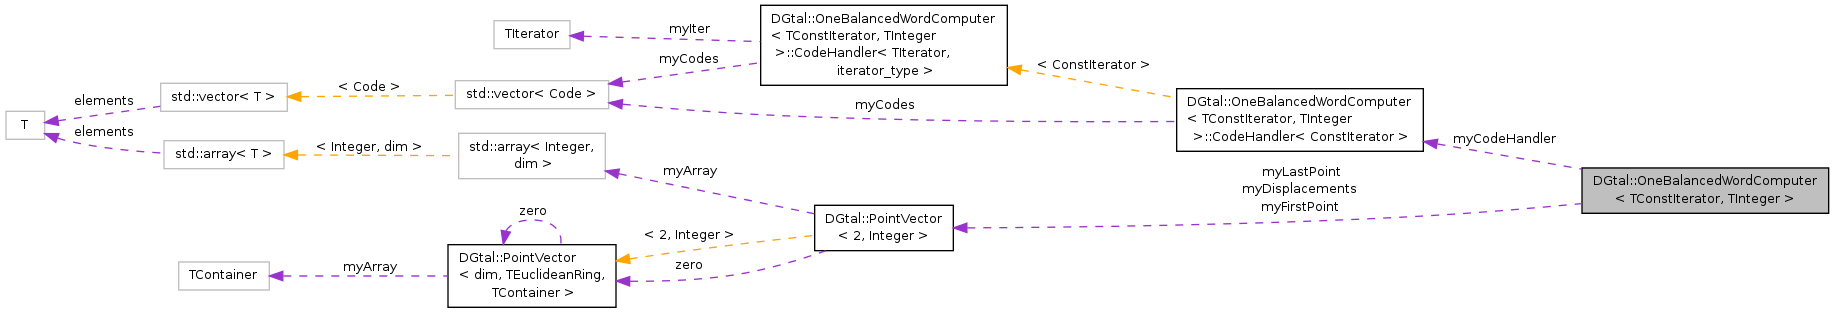 DGtal::OneBalancedWordComputer
< TConstIterator, TInteger
>::CodeHandler< TIterator,
iterator_type >
TIterator
myIter
myCodes
< ConstIterator >
< Code >
std::vector< T >
std::vector< Code >
elements
myCodes
DGtal::OneBalancedWordComputer
< TConstIterator, TInteger
>::CodeHandler< ConstIterator >
T
elements
std::array< T >
< Integer, dim >
std::array< Integer,
dim >
myCodeHandler
myArray
myLastPoint
myDisplacements
myFirstPoint
DGtal::OneBalancedWordComputer
< TConstIterator, TInteger >
zero
DGtal::PointVector
< 2, Integer >
< 2, Integer >
zero
DGtal::PointVector
< dim, TEuclideanRing,
TContainer >
myArray
TContainer